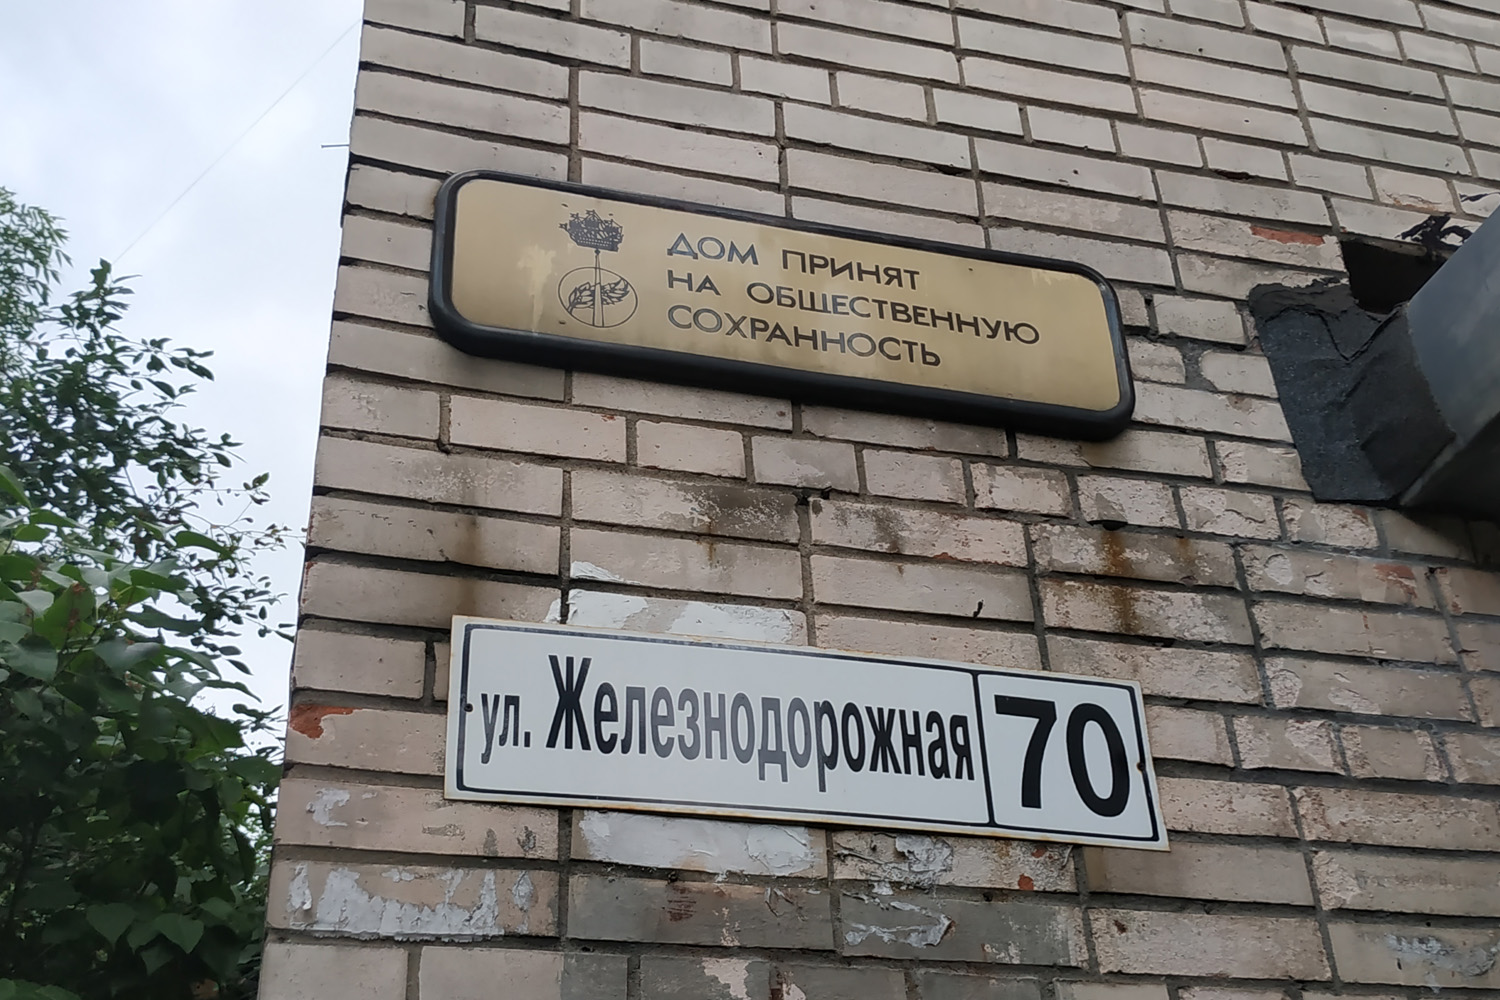 ДОМ ПРИНЯТ
НА ОБЩЕСТВЕННУЮ
СОХРАННОСТЬ
ул. Железнодорожная 70